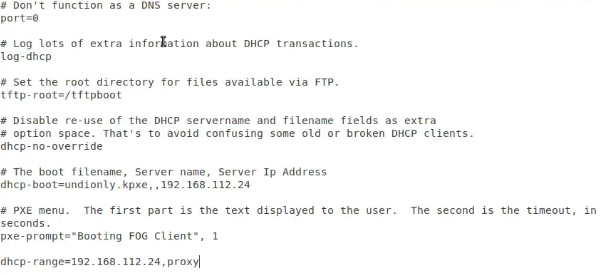 # Don't function as a DNS server:
port=0
# Log lots of extra information about DHCP transactions.
log-dhcp
# Set the root directory for files available via FTP.
tftp-root=/tftpboot
# Disable re-use of the DHCP servername and filename fields as extra
# option space. That's to avoid confusing some old or broken DHCP clients.
dhcp-no-override
# The boot filename, Server name, Server Ip Address
dhcp-boot=undionly.kpxe,,192.168.112.24
# PXE menu.  The first part is the text displayed to the user.  The second is the timeout, in
seconds.
pxe-prompt="Booting FOG Client", 1
dhcp-range=192.168.112.24,proxy